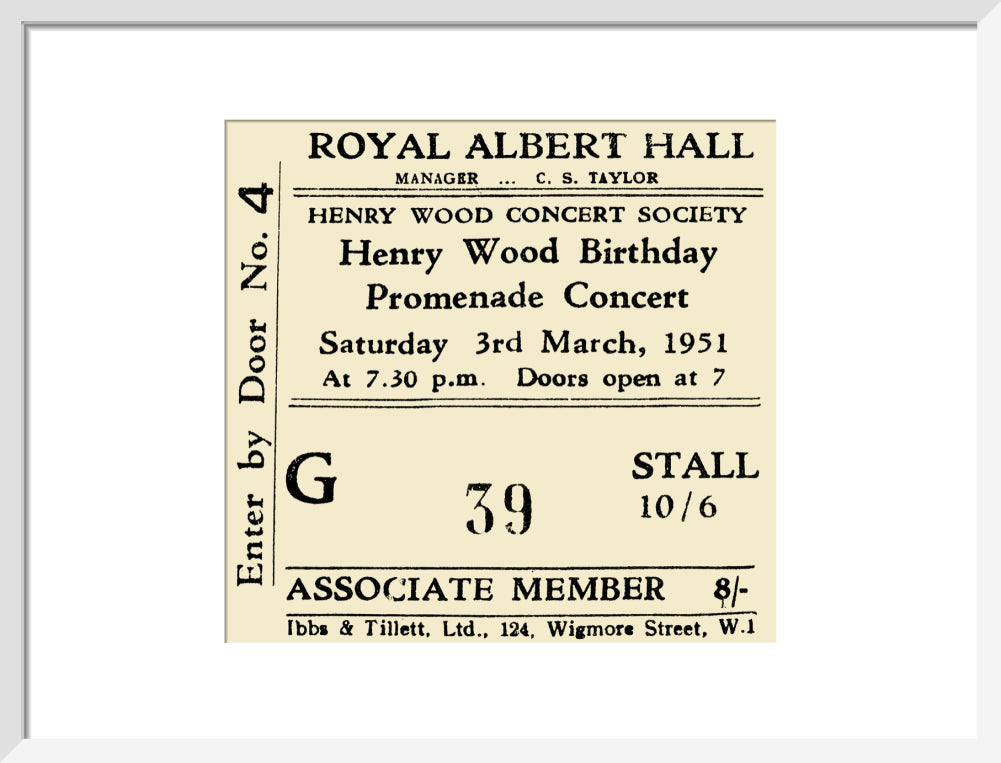 ROYAL ALBERT HALL
MANAGER ... C. S. TAYLOR
HENRY WOOD CONCERT SOCIETY
Henry Wood Birthday
Promenade Concert
Saturday 3rd March, 1951
At 7.30 p.m. Doors open at 7
G
39
STALL
10/6
ASSOCIATE MEMBER 8/-
Ibbs & Tillett, Ltd., 124, Wigmore Street, W.1
Enter by Door No. 4